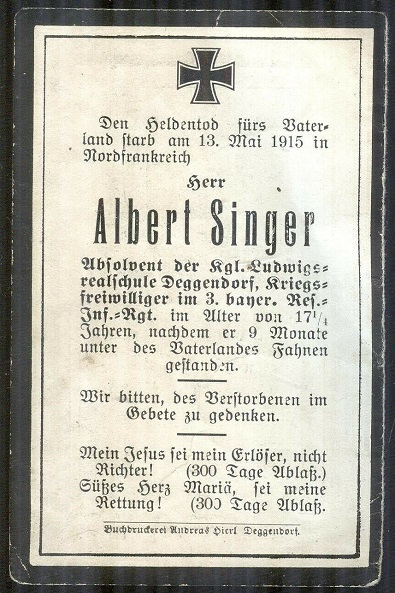 Den Heldentod fürs Vater-
land starb am 13. Mai 1915 in
Nordfrankreich
Herr
Albert Singer
Absolvent der Kgl. Ludwigs-
realschule Deggendorf, Kriegs-
freiwilliger im 3. bayer. Res.-
Inf.-Rgt. im Alter von 17¼
Jahren, nachdem er 9 Monate
unter des Vaterlandes Fahnen
gestanden.
Wir bitten, des Verstorbenen im
Gebete zu gedenken.
Mein Jesus sei mein Erlöser, nicht
Richter! (300 Tage Ablaß.)
Süßes Herz Mariä, sei meine
Rettung! (300 Tage Ablaß.
Buchdruckerei Andreas Hierl Deggendorf.